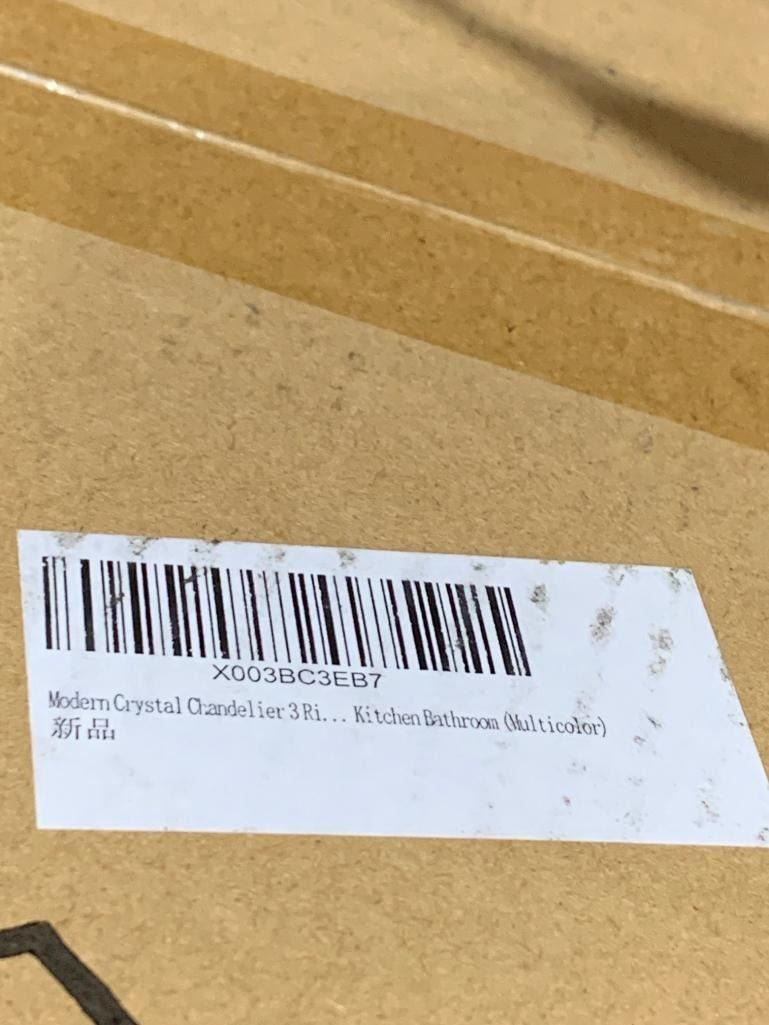 X003BC3EB7
Modern Crystal Chandelier 3 Ri... Kitchen Bathroom (Multicolor)
新品